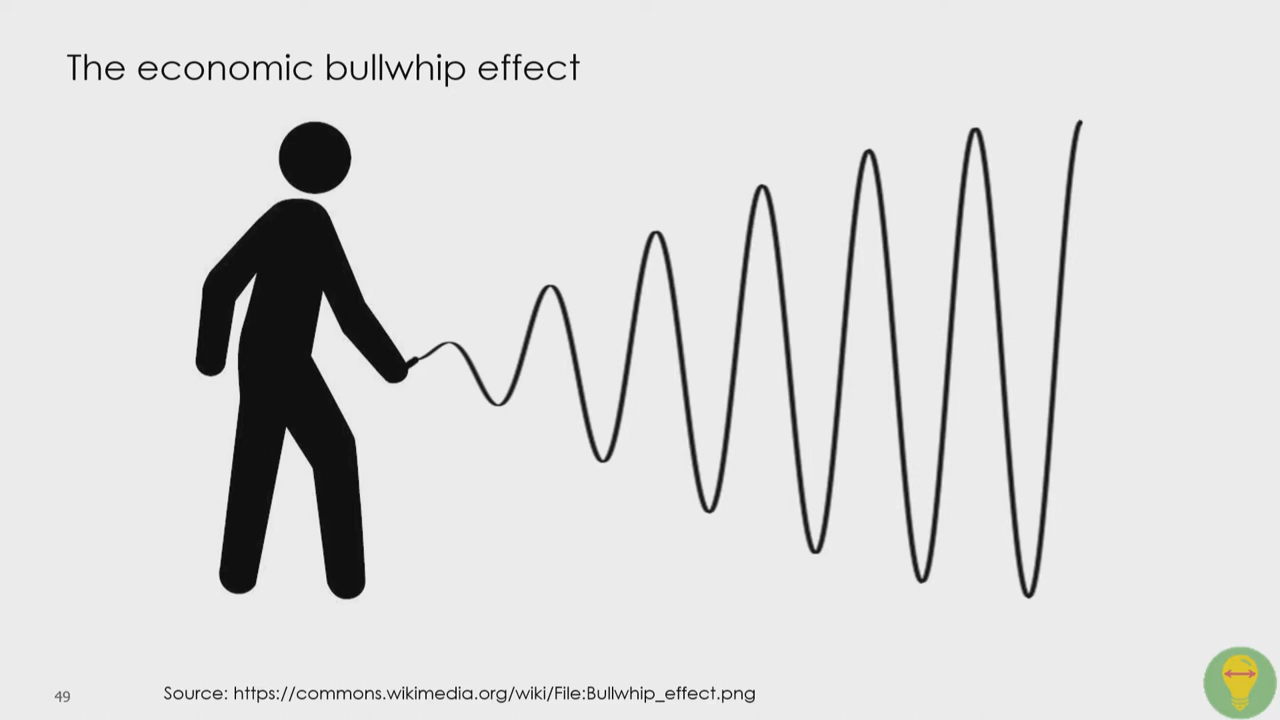 The economic bullwhip effect
49
Source: https://commons.wikimedia.org/wiki/File:Bullwhip_effect.png